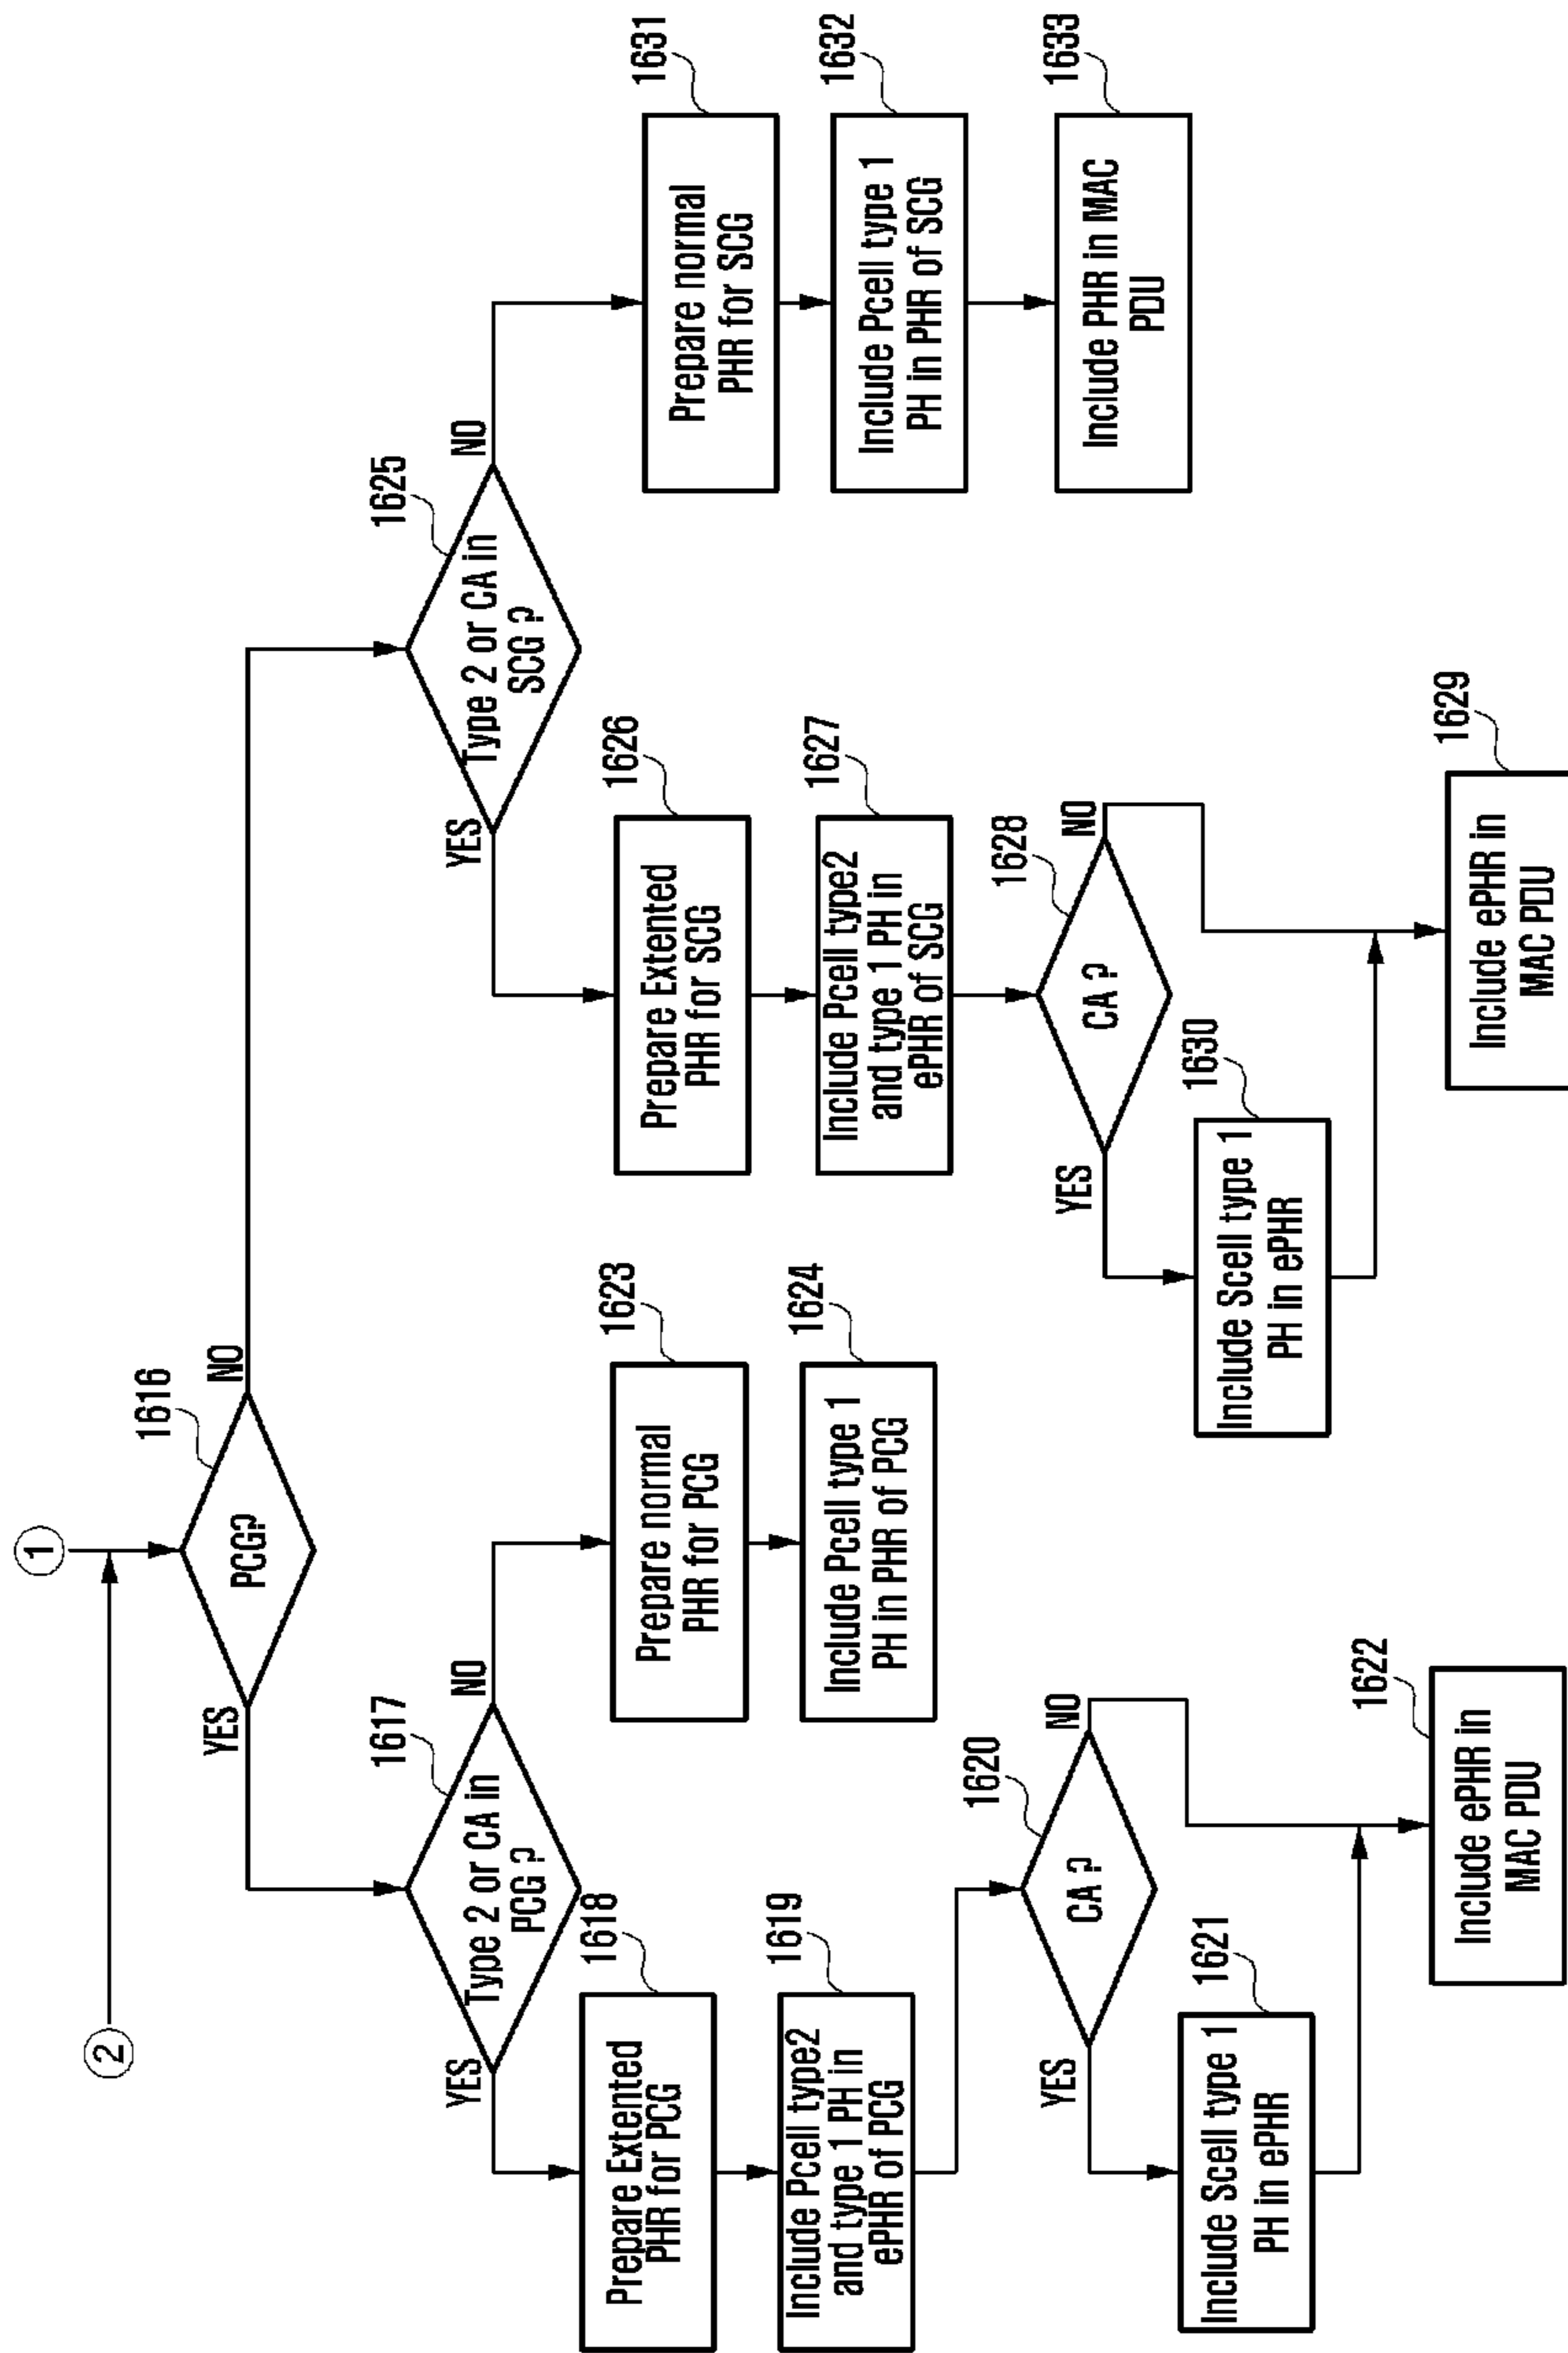 1
2
1616
PCG?
YES
NO
1617
Type 2 or CA in
PCG ?
YES
NO
1618
Prepare Extented
PHR for PCG
1619
Include Pcell type2
and type 1 PH in
ePHR of PCG
1620
CA ?
YES
NO
1621
Include Scell type 1
PH in ePHR
1622
Include ePHR in
MAC PDU
1623
Prepare normal
PHR for PCG
1624
Include Pcell type 1
PH in PHR of PCG
1625
Type 2 or CA in
SCG ?
YES
NO
1626
Prepare Extented
PHR for SCG
1627
Include Pcell type2
and type 1 PH in
ePHR of SCG
1628
CA ?
YES
NO
1630
Include Scell type 1
PH in ePHR
1629
Include ePHR in
MAC PDU
1631
Prepare normal
PHR for SCG
1632
Include Pcell type 1
PH in PHR of SCG
1633
Include PHR in MAC
PDU